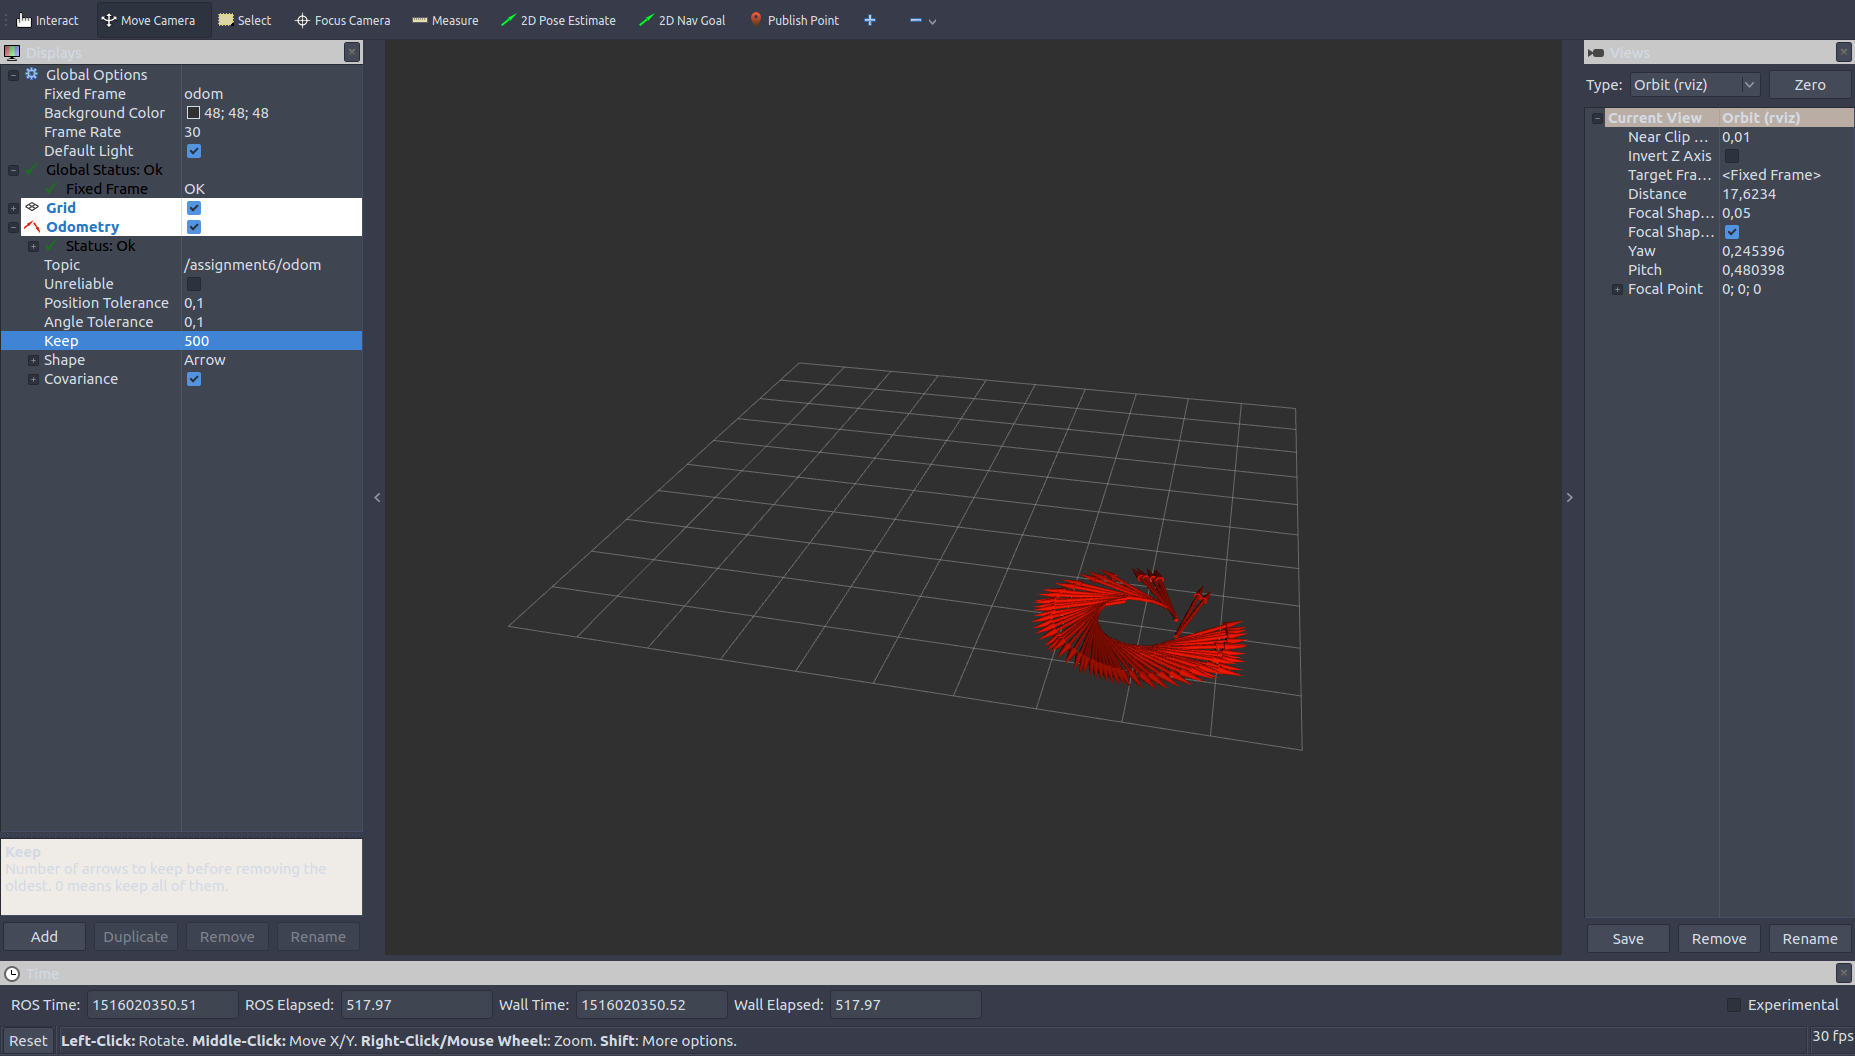 Interact Move Camera Select Focus Camera Measure 2D Pose Estimate 2D Nav Goal Publish Point
Displays
Global Options
Fixed Frame odom
Background Color 48; 48; 48
Frame Rate 30
Default Light
Global Status: Ok
Fixed Frame OK
Grid
Odometry
Status: Ok
Topic /assignment6/odom
Unreliable
Position Tolerance 0,1
Angle Tolerance 0,1
Keep 500
Shape Arrow
Covariance
Keep
Number of arrows to keep before removing the
oldest. 0 means keep all of them.
Add Duplicate Remove Rename
Views
Type: Orbit (rviz) Zero
Current View Orbit (rviz)
Near Clip ... 0,01
Invert Z Axis
Target Fra... <Fixed Frame>
Distance 17,6234
Focal Shap... 0,05
Focal Shap...
Yaw 0,245396
Pitch 0,480398
Focal Point 0; 0; 0
Save Remove Rename
Time
ROS Time: 1516020350.51 ROS Elapsed: 517.97 Wall Time: 1516020350.52 Wall Elapsed: 517.97 Experimental
Reset Left-Click: Rotate. Middle-Click: Move X/Y. Right-Click/Mouse Wheel:: Zoom. Shift: More options. 30 fps